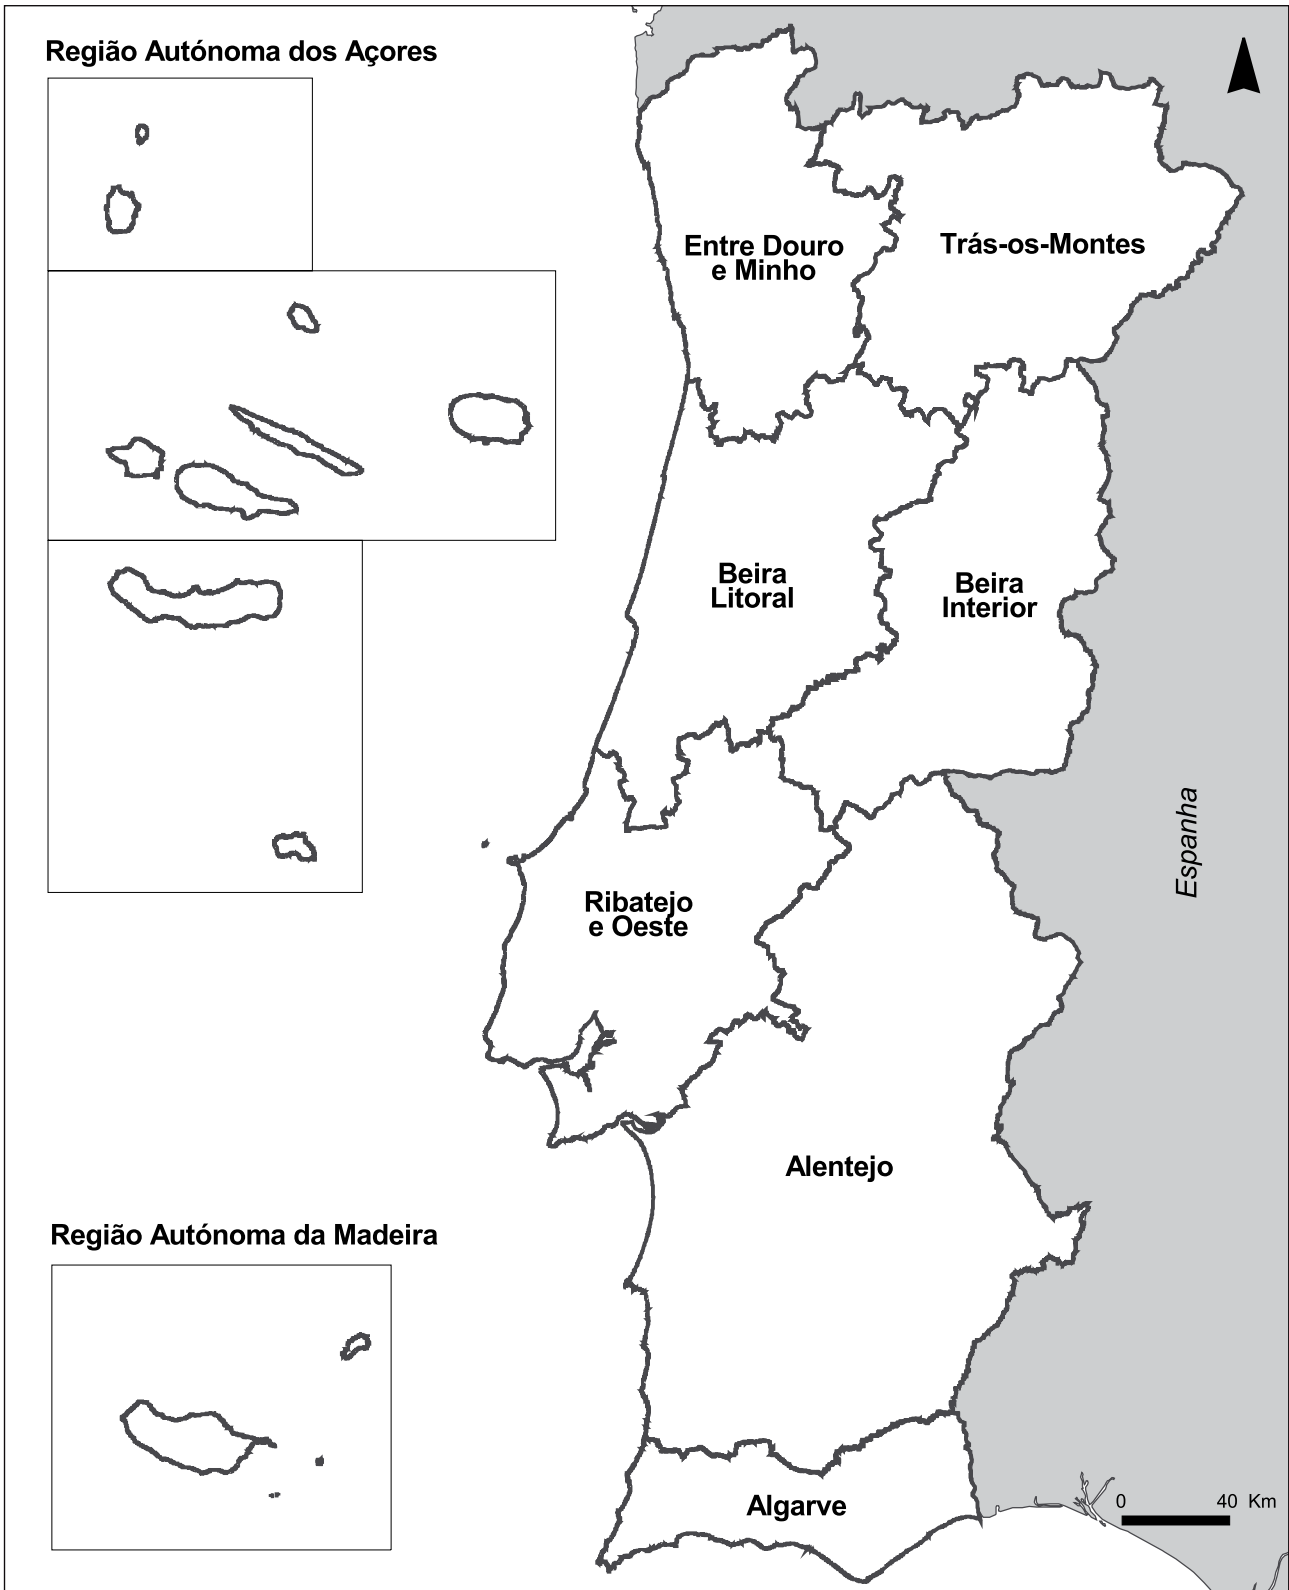 Região Autónoma dos Açores
Entre Douro
e Minho
Trás-os-Montes
Beira
Litoral
Beira
Interior
Espanha
Ribatejo
e Oeste
Alentejo
Região Autónoma da Madeira
Algarve
0 40 Km